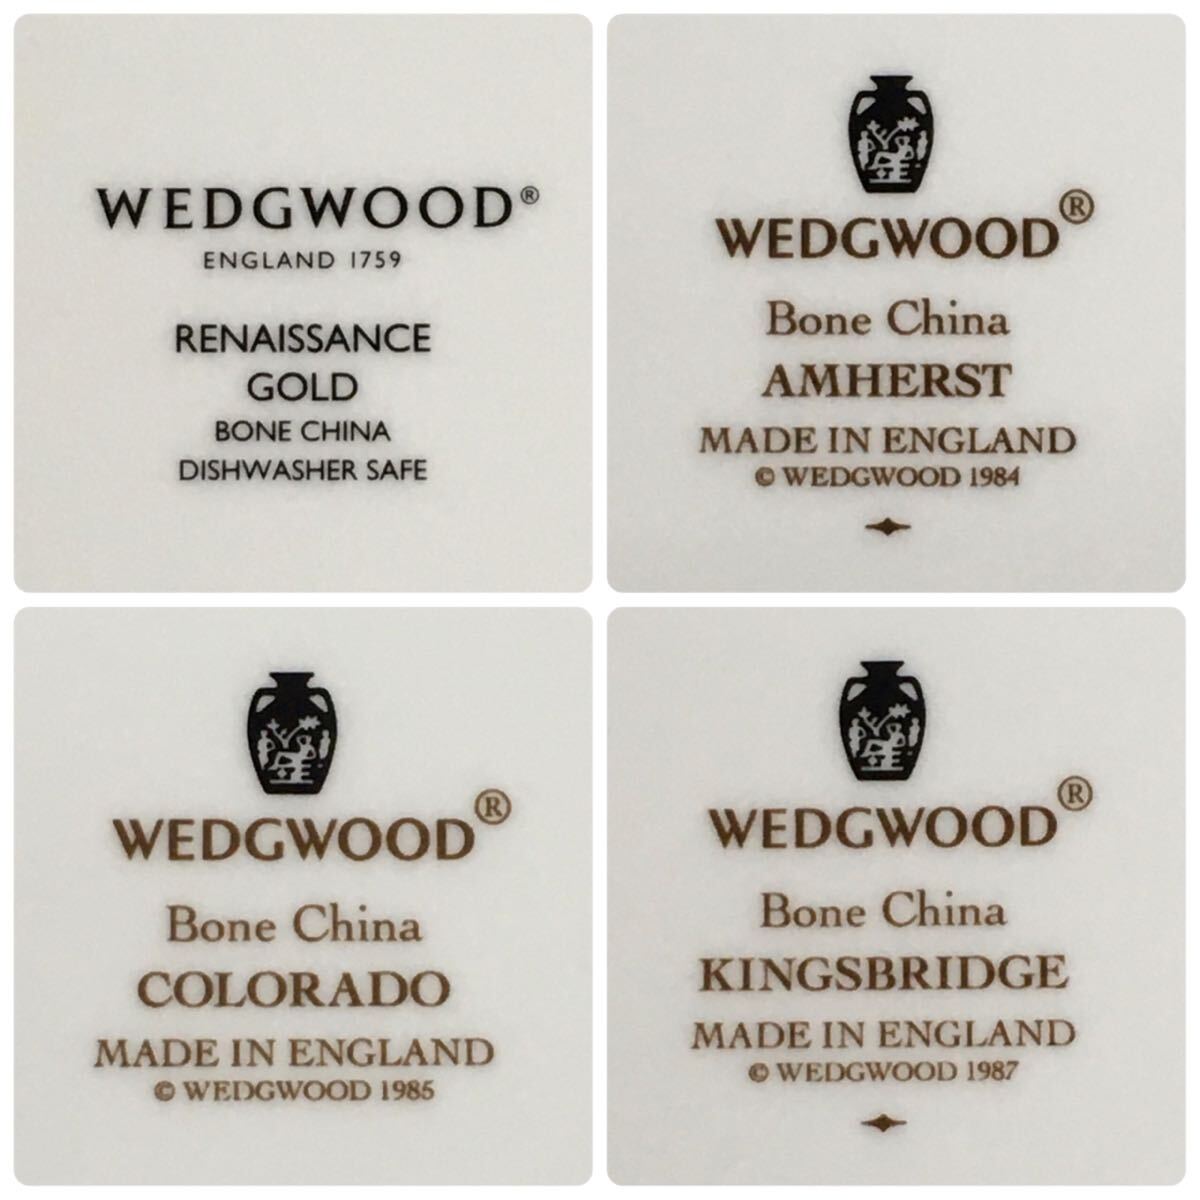 WEDGWOOD®
ENGLAND 1759
RENAISSANCE
GOLD
BONE CHINA
DISHWASHER SAFE
WEDGWOOD®
Bone China
AMHERST
MADE IN ENGLAND
© WEDGWOOD 1984
WEDGWOOD®
Bone China
COLORADO
MADE IN ENGLAND
© WEDGWOOD 1985
WEDGWOOD®
Bone China
KINGSBRIDGE
MADE IN ENGLAND
© WEDGWOOD 1987